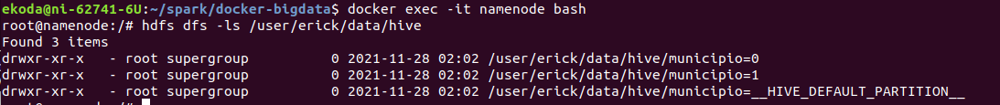 ekoda@ni-62741-6U:~/spark/docker-bigdata$ docker exec -it namenode bash
root@namenode:/# hdfs dfs -ls /user/erick/data/hive
Found 3 items
drwxr-xr-x   - root supergroup          0 2021-11-28 02:02 /user/erick/data/hive/municipio=0
drwxr-xr-x   - root supergroup          0 2021-11-28 02:02 /user/erick/data/hive/municipio=1
drwxr-xr-x   - root supergroup          0 2021-11-28 02:02 /user/erick/data/hive/municipio=__HIVE_DEFAULT_PARTITION__